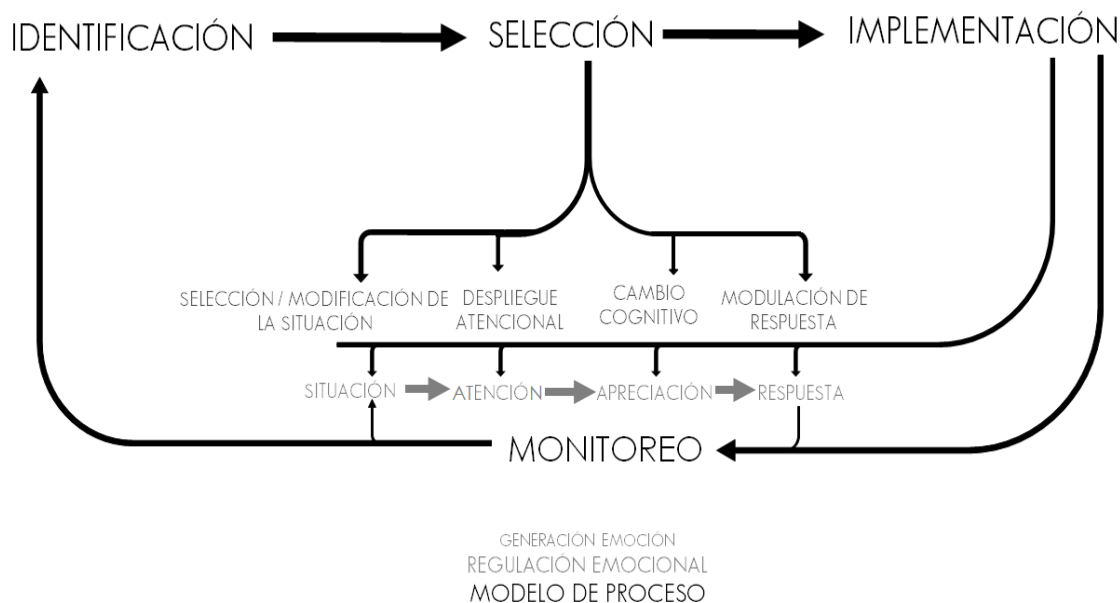 IDENTIFICACIÓN
SELECCIÓN
IMPLEMENTACIÓN
SELECCIÓN / MODIFICACIÓN DE
LA SITUACIÓN
DESPLIEGUE
ATENCIONAL
CAMBIO
COGNITIVO
MODULACIÓN DE
RESPUESTA
SITUACIÓN
ATENCIÓN
APRECIACIÓN
RESPUESTA
MONITOREO
GENERACIÓN EMOCIÓN
REGULACIÓN EMOCIONAL
MODELO DE PROCESO